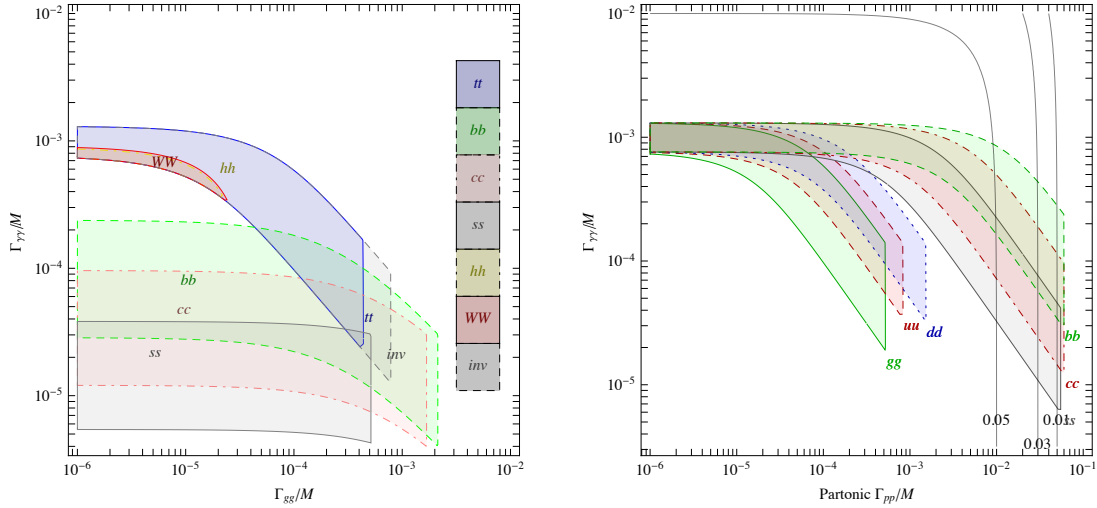 10⁻²
10⁻³
10⁻⁴
10⁻⁵
Γγγ/M
10⁻⁶
10⁻⁵
10⁻⁴
10⁻³
10⁻²
Γgg/M
WW
hh
bb
cc
ss
tt
inv
tt
bb
cc
ss
hh
WW
inv
10⁻²
10⁻³
10⁻⁴
10⁻⁵
Γγγ/M
10⁻⁶
10⁻⁵
10⁻⁴
10⁻³
10⁻²
10⁻¹
Partonic Γpp/M
uu
dd
gg
bb
cc
0.05
0.01
ss
0.03